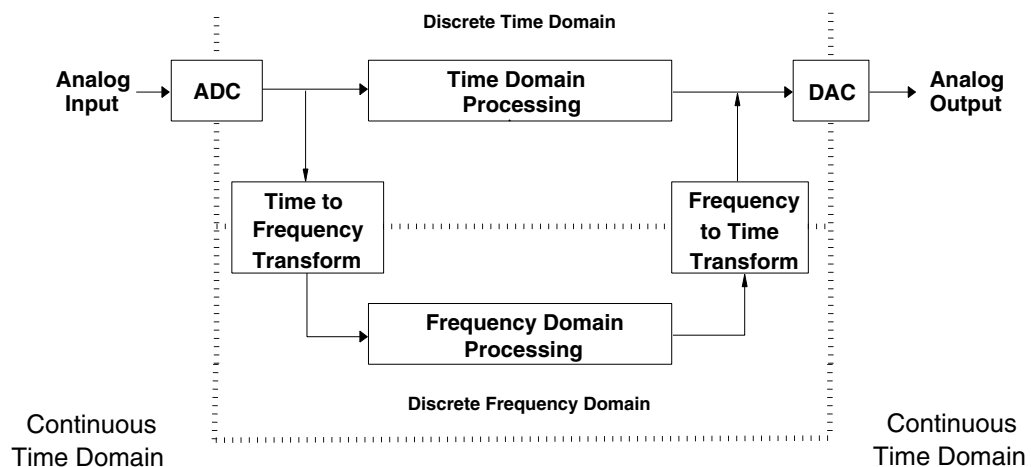 Discrete Time Domain
Analog
Input
ADC
Time Domain
Processing
DAC
Analog
Output
Time to
Frequency
Transform
Frequency
to Time
Transform
Frequency Domain
Processing
Discrete Frequency Domain
Continuous
Time Domain
Continuous
Time Domain